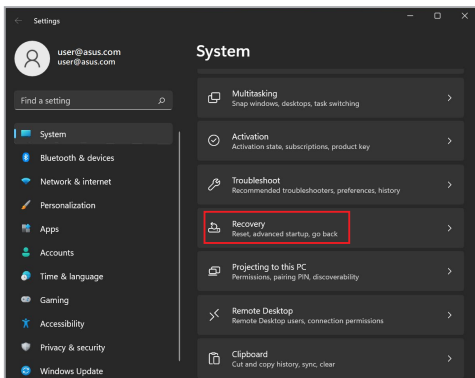 Settings
user@asus.com
user@asus.com
Find a setting
System
Bluetooth & devices
Network & internet
Personalization
Apps
Accounts
Time & language
Gaming
Accessibility
Privacy & security
Windows Update
System
Multitasking
Snap windows, desktops, task switching
Activation
Activation state, subscriptions, product key
Troubleshoot
Recommended troubleshooters, preferences, history
Recovery
Reset, advanced startup, go back
Projecting to this PC
Permissions, pairing PIN, discoverability
Remote Desktop
Remote Desktop users, connection permissions
Clipboard
Cut and copy history, sync, clear